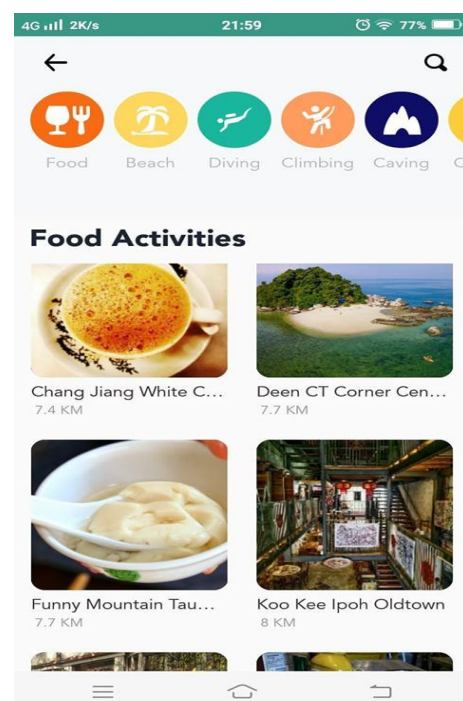 4G 2K/s 21:59 77%
Food Beach Diving Climbing Caving C
Food Activities
Chang Jiang White C... Deen CT Corner Cen...
7.4 KM 7.7 KM
Funny Mountain Tau... Koo Kee Ipoh Oldtown
7.7 KM 8 KM